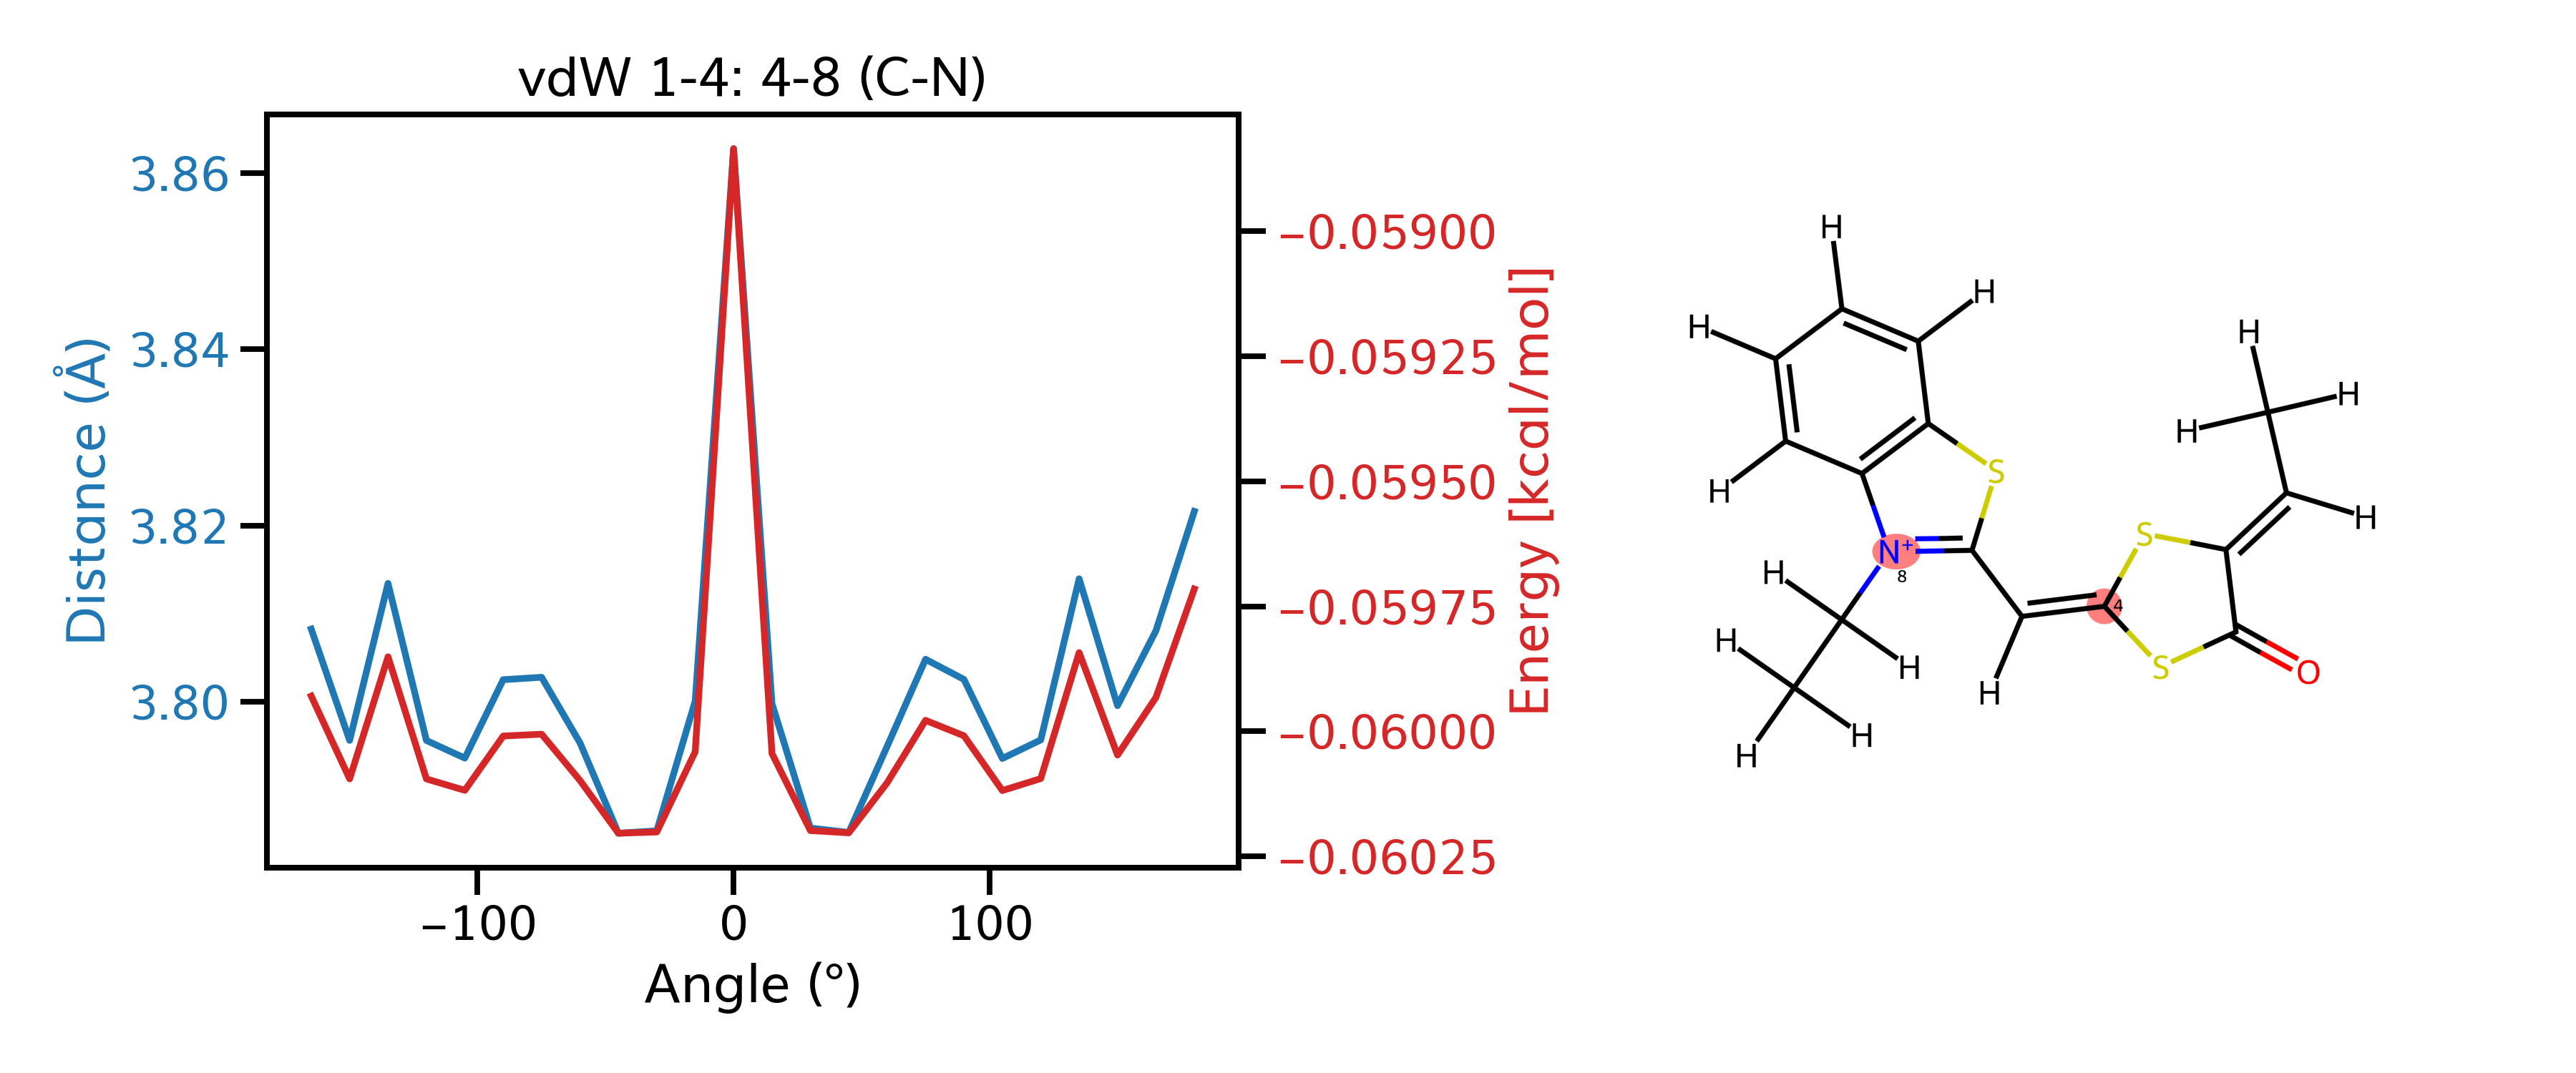 vdW 1-4: 4-8 (C-N)
Distance (Å)
3.86
3.84
3.82
3.80
−0.05900
−0.05925
−0.05950
−0.05975
−0.06000
−0.06025
Energy [kcal/mol]
−100 0 100
Angle (°)
H
H
H
H
H
H
H
S
H
H
S
N+
8
H
4
H
H
S
O
H
H
H